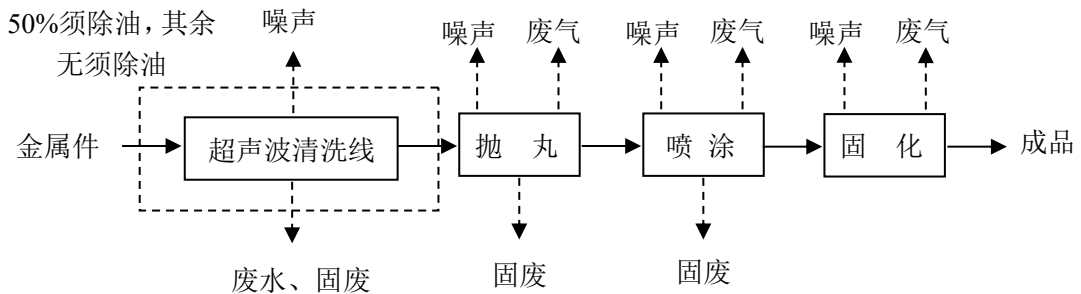 50%须除油，其余
无须除油
噪声
噪声
废气
噪声
废气
噪声
废气
金属件
超声波清洗线
抛 丸
喷 涂
固 化
成品
废水、固废
固废
固废